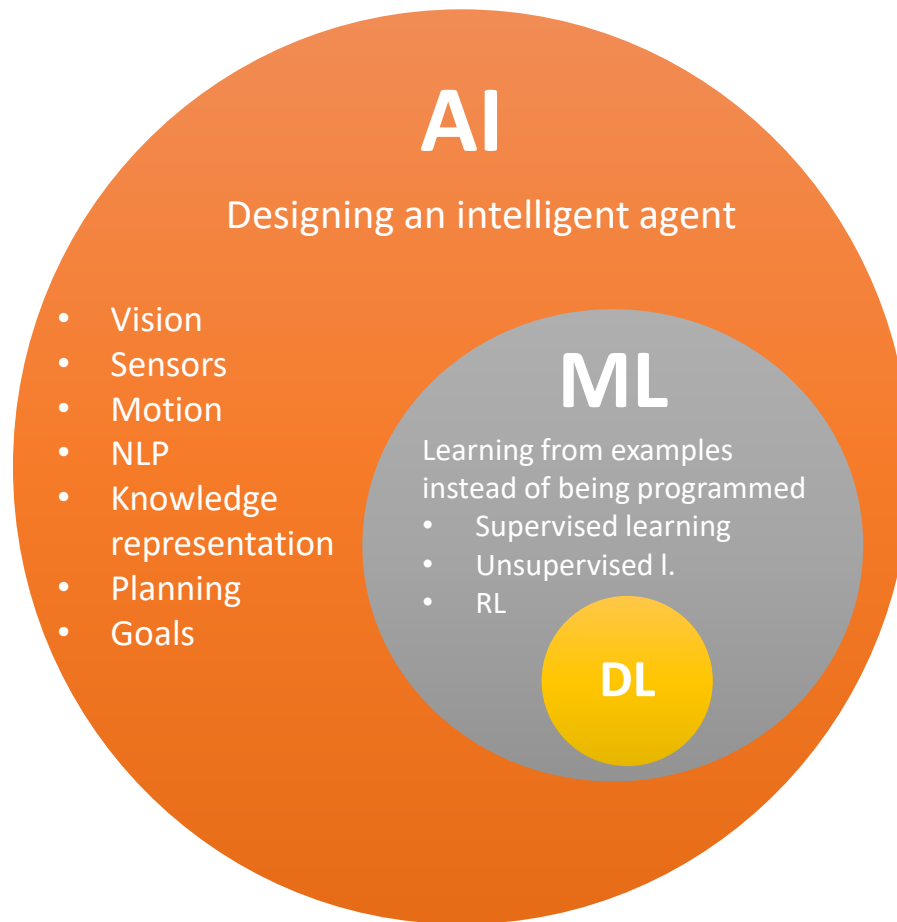 AI
Designing an intelligent agent
• Vision
• Sensors
• Motion
• NLP
• Knowledge
representation
• Planning
• Goals
ML
Learning from examples
instead of being programmed
• Supervised learning
• Unsupervised l.
• RL
DL